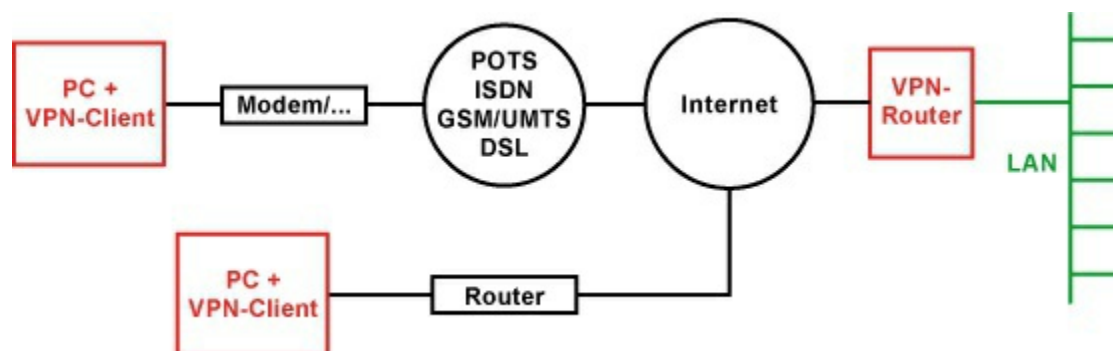 PC +
VPN-Client
Modem/...
POTS
ISDN
GSM/UMTS
DSL
Internet
VPN-
Router
LAN
PC +
VPN-Client
Router